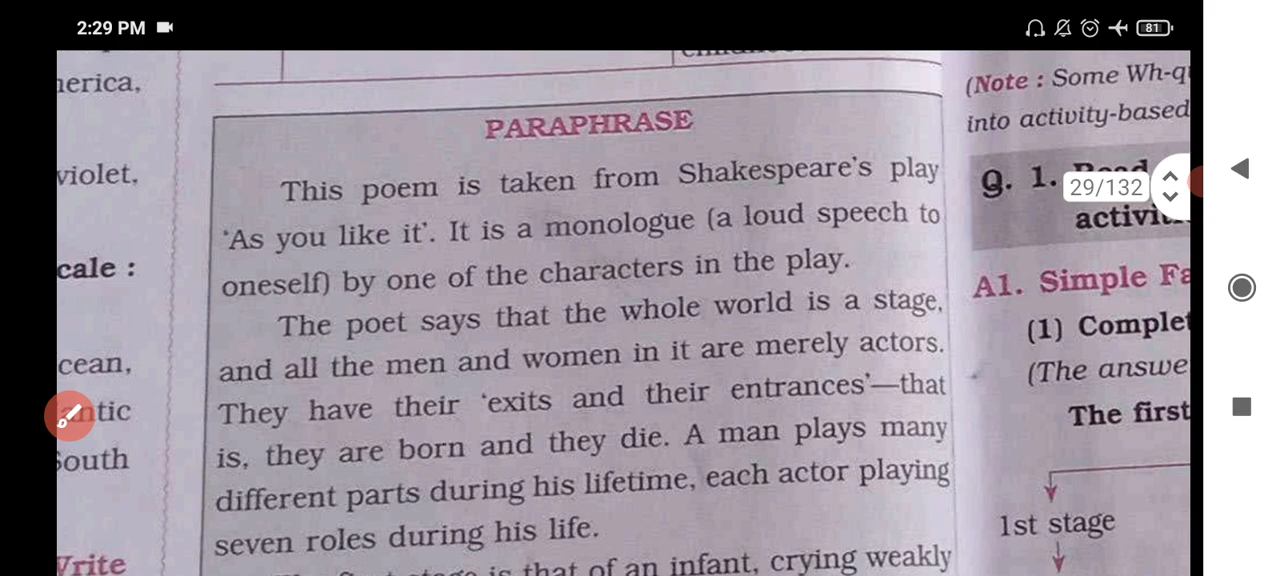 2:29 PM
81
nerica,
violet,
cale :
cean,
antic
South
Write
PARAPHRASE
This poem is taken from Shakespeare's play
'As you like it'. It is a monologue (a loud speech to
oneself) by one of the characters in the play.
The poet says that the whole world is a stage,
and all the men and women in it are merely actors.
They have their 'exits and their entrances'—that
is, they are born and they die. A man plays many
different parts during his lifetime, each actor playing
seven roles during his life.
is that of an infant, crying weakly
(Note : Some Wh-q
into activity-based
Q. 1. Read
29/132
activi
A1. Simple Fa
(1) Complet
(The answe
The first
1st stage